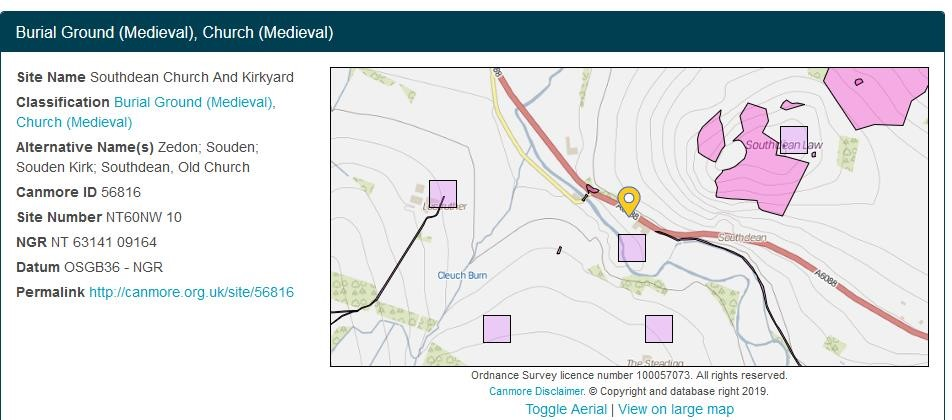 Burial Ground (Medieval), Church (Medieval)
Site Name Southdean Church And Kirkyard
Classification Burial Ground (Medieval),
Church (Medieval)
Alternative Name(s) Zedon; Souden;
Souden Kirk; Southdean, Old Church
Canmore ID 56816
Site Number NT60NW 10
NGR NT 63141 09164
Datum OSGB36 - NGR
Permalink http://canmore.org.uk/site/56816
Southdean Law
Southdean
Cleuch Burn
A6088
The Steading
Ordnance Survey licence number 100057073. All rights reserved.
Canmore Disclaimer. © Copyright and database right 2019.
Toggle Aerial | View on large map